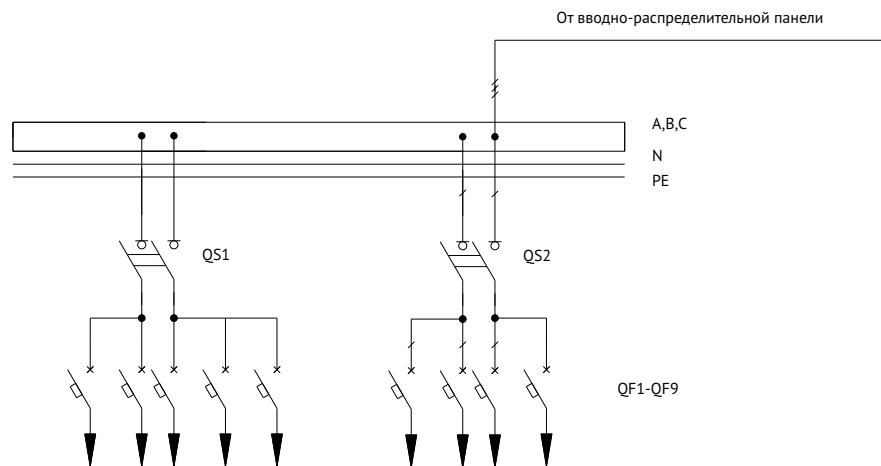 От вводно-распределительной панели
A,B,C
N
PE
QS1
QS2
QF1-QF9